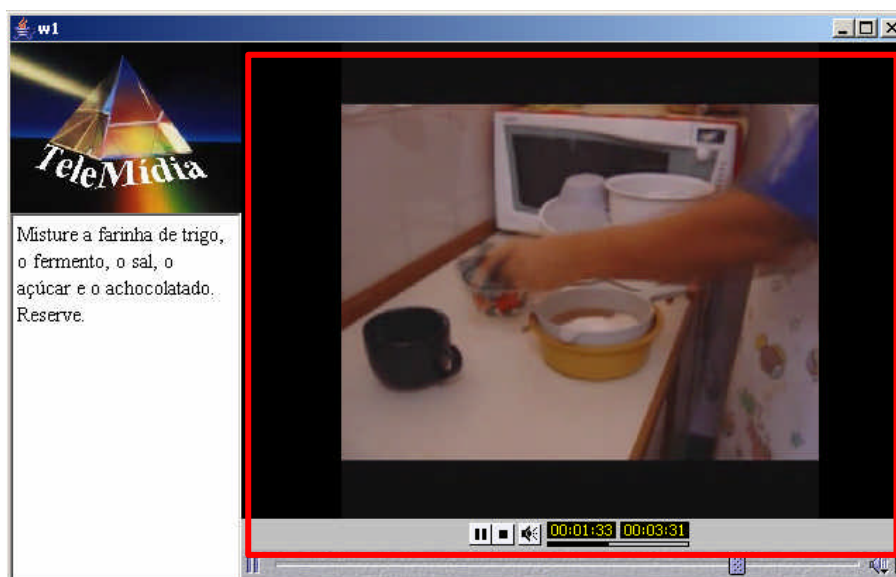 w1
TeleMídia
Misture a farinha de trigo,
o fermento, o sal, o
açúcar e o achocolatado.
Reserve.
00:01:33 00:03:31